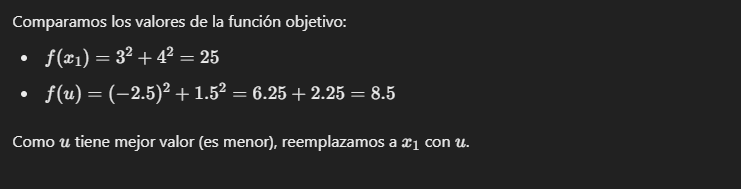 Comparamos los valores de la función objetivo:
• f(x₁) = 3² + 4² = 25
• f(u) = (−2.5)² + 1.5² = 6.25 + 2.25 = 8.5
Como u tiene mejor valor (es menor), reemplazamos a x₁ con u.